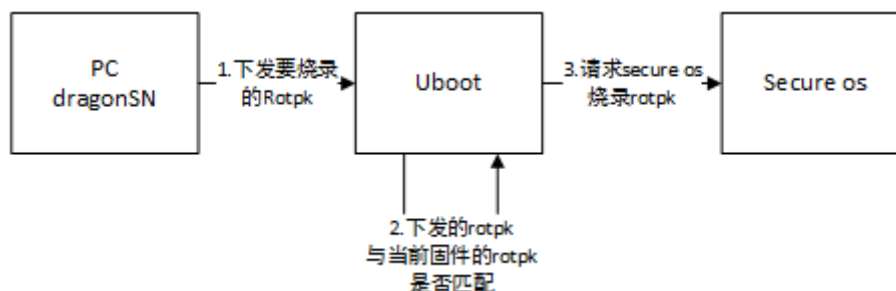 PC
dragonSN
1.下发要烧录
的Rotpk
Uboot
3.请求secure os
烧录rotpk
Secure os
2.下发的rotpk
与当前固件的rotpk
是否匹配